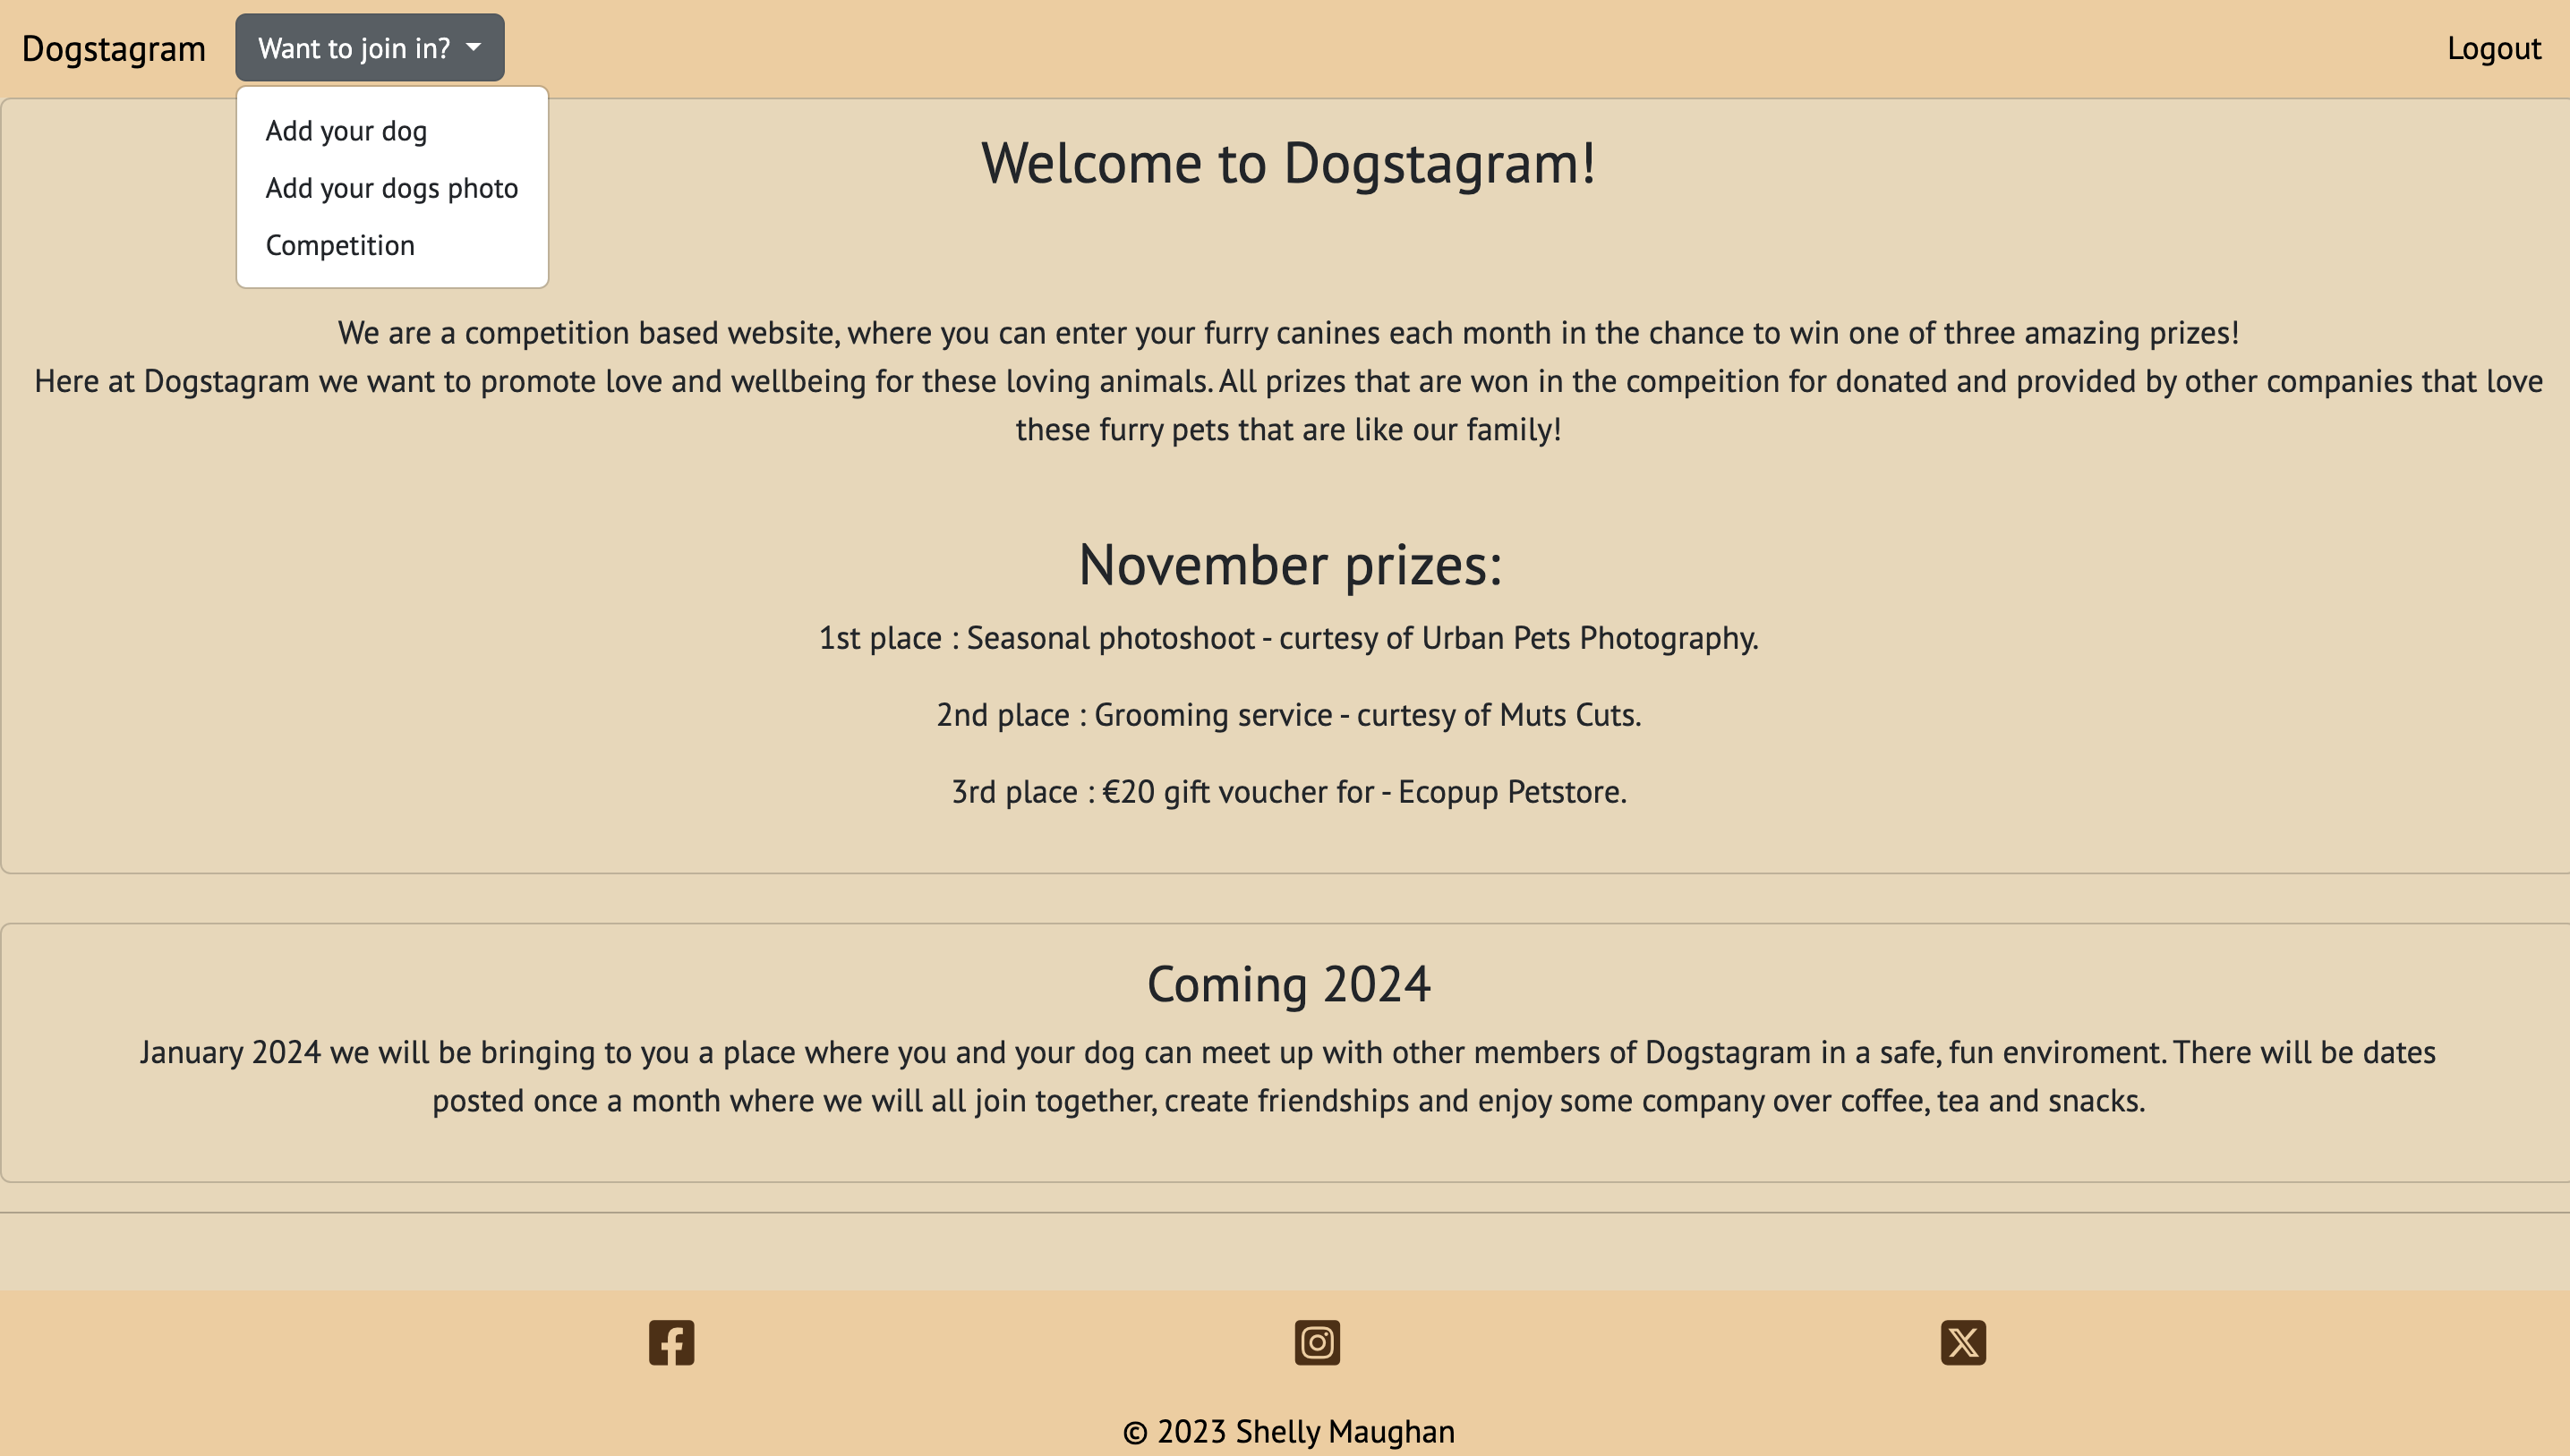 Dogstagram
Want to join in?
Logout
Add your dog
Add your dogs photo
Competition
Welcome to Dogstagram!
We are a competition based website, where you can enter your furry canines each month in the chance to win one of three amazing prizes!
Here at Dogstagram we want to promote love and wellbeing for these loving animals. All prizes that are won in the compeition for donated and provided by other companies that love
these furry pets that are like our family!
November prizes:
1st place : Seasonal photoshoot - curtesy of Urban Pets Photography.
2nd place : Grooming service - curtesy of Muts Cuts.
3rd place : €20 gift voucher for - Ecopup Petstore.
Coming 2024
January 2024 we will be bringing to you a place where you and your dog can meet up with other members of Dogstagram in a safe, fun enviroment. There will be dates
posted once a month where we will all join together, create friendships and enjoy some company over coffee, tea and snacks.
© 2023 Shelly Maughan